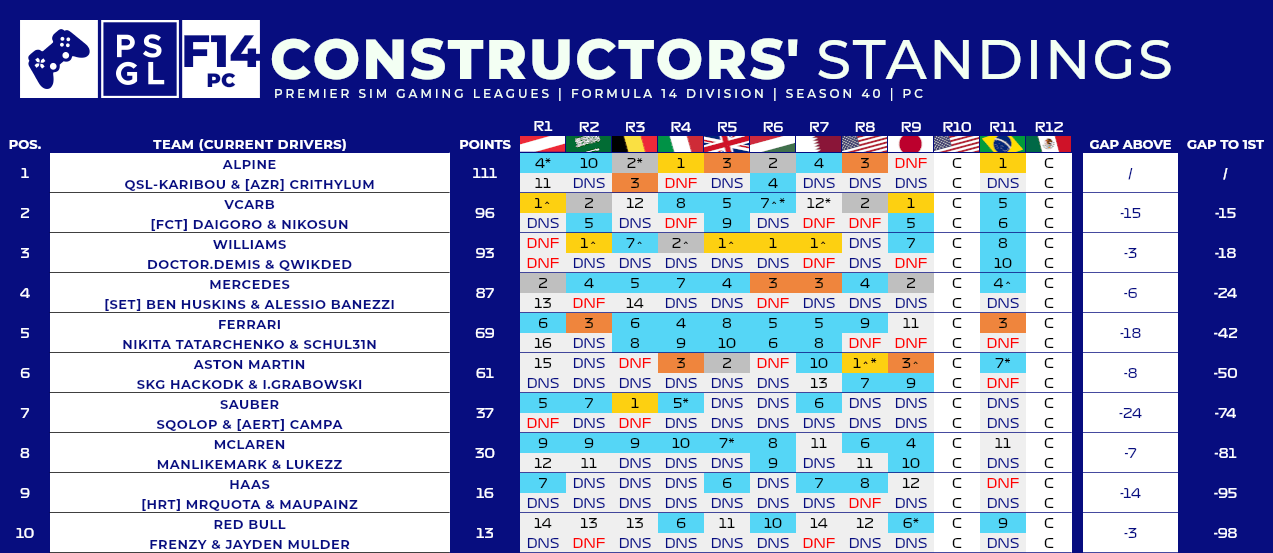 PS GL F14 PC CONSTRUCTORS' STANDINGS
PREMIER SIM GAMING LEAGUES | FORMULA 14 DIVISION | SEASON 40 | PC
R1 R2 R3 R4 R5 R6 R7 R8 R9 R10 R11 R12
POS. TEAM (CURRENT DRIVERS) POINTS GAP ABOVE GAP TO 1ST
1 ALPINE 111 4* 10 2* 1 3 2 4 3 DNF C 1 C / /
QSL-KARIBOU & [AZR] CRITHYLUM 11 DNS 3 DNF DNS 4 DNS DNS DNS C DNS C
2 VCARB 96 1^ 2 12 8 5 7^* 12* 2 1 C 5 C -15 -15
[FCT] DAIGORO & NIKOSUN DNS 5 DNS DNF 9 DNS DNF DNF 5 C 6 C
3 WILLIAMS 93 DNF 1^ 7^ 2^ 1^ 1 1^ DNS 7 C 8 C -3 -18
DOCTOR.DEMIS & QWIKDED DNF DNS DNS DNS DNS DNS DNF DNS DNF C 10 C
4 MERCEDES 87 2 4 5 7 4 3 3 4 2 C 4^ C -6 -24
[SET] BEN HUSKINS & ALESSIO BANEZZI 13 DNF 14 DNS DNS DNF DNS DNS DNS C DNS C
5 FERRARI 69 6 3 6 4 8 5 5 9 11 C 3 C -18 -42
NIKITA TATARCHENKO & SCHUL31N 16 DNS 8 9 10 6 8 DNF DNF C DNS C
6 ASTON MARTIN 61 15 DNS DNF 3 2 DNF 10 1^* 3^ C 7* C -8 -50
SKG HACKODK & I.GRABOWSKI DNS DNS DNS DNS DNS DNS 13 7 9 C DNF C
7 SAUBER 37 5 7 1 5* DNS DNS 6 DNS DNS C DNS C -24 -74
SQOLOP & [AERT] CAMPA DNF DNS DNF DNS DNS DNS DNS DNS DNS C DNS C
8 MCLAREN 30 9 9 9 10 7* 8 11 6 4 C 11 C -7 -81
MANLIKEMARK & LUKEZZ 12 11 DNS DNS DNS 9 DNS 11 10 C DNS C
9 HAAS 16 7 DNS DNS DNS 6 DNS 7 8 12 C DNF C -14 -95
[HRT] MRQUOTA & MAUPAINZ DNS DNS DNS DNS DNS DNS DNS DNF DNS C DNS C
10 RED BULL 13 14 13 13 6 11 10 14 12 6* C 9 C -3 -98
FRENZY & JAYDEN MULDER DNS DNF DNS DNS DNS DNS DNF DNS DNS C DNS C